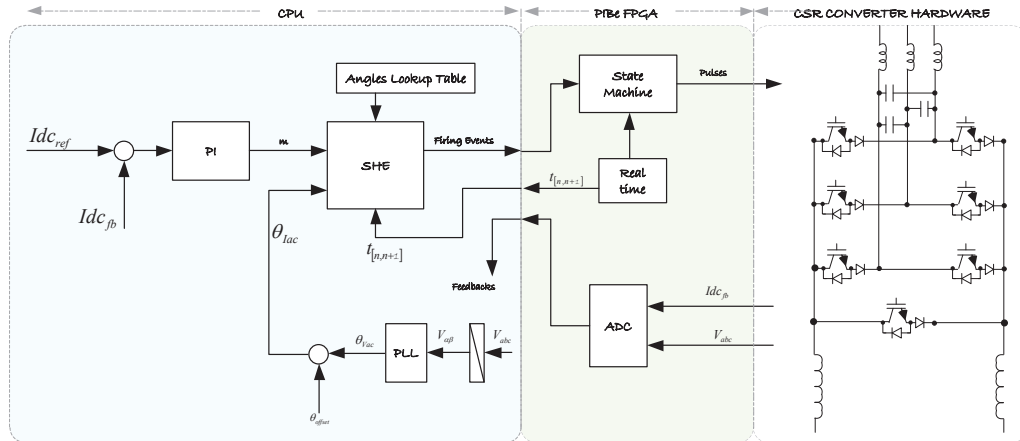 CPU
PIBe FPGA
CSR CONVERTER HARDWARE
Angles Lookup Table
State
Machine
Pulses
Idc_ref
PI
m
SHE
Firing Events
Real
time
t_[n,n+1]
Idc_fb
θ_Iac
t_[n,n+1]
Feedbacks
ADC
Idc_fb
V_abc
θ_Vac
PLL
V_αβ
V_abc
θ_offset